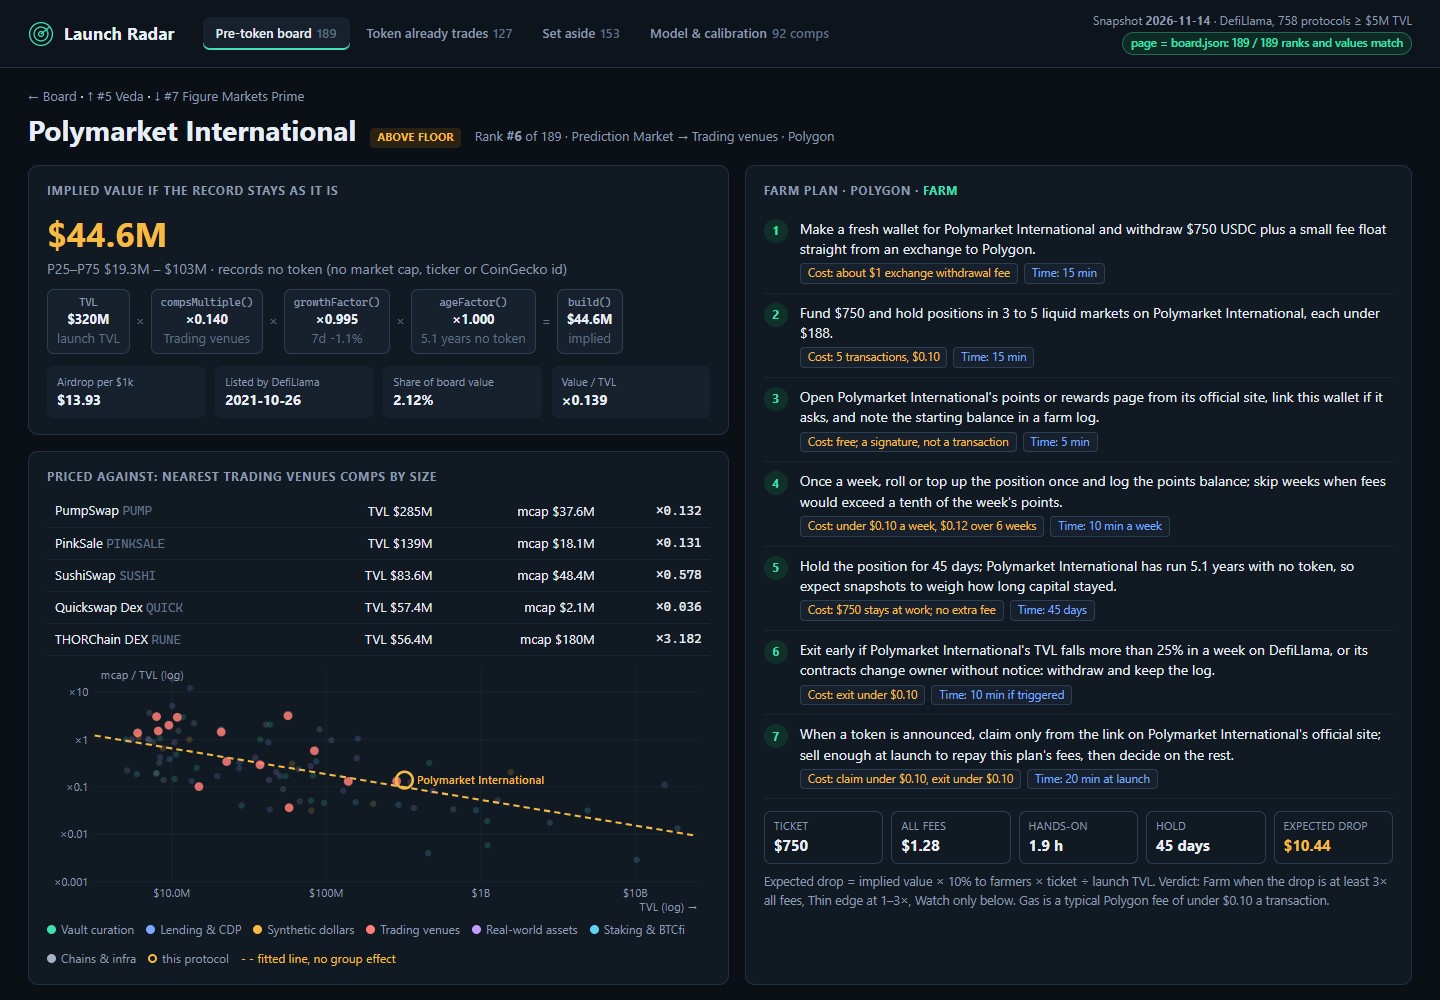 Launch Radar
Pre-token board 189
Token already trades 127
Set aside 153
Model & calibration 92 comps
Snapshot 2026-11-14 · DefiLlama, 758 protocols ≥ $5M TVL
page = board.json: 189 / 189 ranks and values match
← Board · ↑ #5 Veda · ↓ #7 Figure Markets Prime
Polymarket International
ABOVE FLOOR
Rank #6 of 189 · Prediction Market → Trading venues · Polygon
IMPLIED VALUE IF THE RECORD STAYS AS IT IS
$44.6M
P25–P75 $19.3M – $103M · records no token (no market cap, ticker or CoinGecko id)
TVL
$320M
launch TVL
×
compsMultiple()
×0.140
Trading venues
×
growthFactor()
×0.995
7d -1.1%
×
ageFactor()
×1.000
5.1 years no token
=
build()
$44.6M
implied
Airdrop per $1k
$13.93
Listed by DefiLlama
2021-10-26
Share of board value
2.12%
Value / TVL
×0.139
PRICED AGAINST: NEAREST TRADING VENUES COMPS BY SIZE
PumpSwap PUMP TVL $285M mcap $37.6M ×0.132
PinkSale PINKSALE TVL $139M mcap $18.1M ×0.131
SushiSwap SUSHI TVL $83.6M mcap $48.4M ×0.578
Quickswap Dex QUICK TVL $57.4M mcap $2.1M ×0.036
THORChain DEX RUNE TVL $56.4M mcap $180M ×3.182
mcap / TVL (log)
×10
×1
×0.1
×0.01
×0.001
Polymarket International
$10.0M
$100M
$1B
$10B
TVL (log) →
Vault curation
Lending & CDP
Synthetic dollars
Trading venues
Real-world assets
Staking & BTCfi
Chains & infra
this protocol
- - fitted line, no group effect
FARM PLAN · POLYGON · FARM
1
Make a fresh wallet for Polymarket International and withdraw $750 USDC plus a small fee float
straight from an exchange to Polygon.
Cost: about $1 exchange withdrawal fee
Time: 15 min
2
Fund $750 and hold positions in 3 to 5 liquid markets on Polymarket International, each under
$188.
Cost: 5 transactions, $0.10
Time: 15 min
3
Open Polymarket International's points or rewards page from its official site, link this wallet if it
asks, and note the starting balance in a farm log.
Cost: free; a signature, not a transaction
Time: 5 min
4
Once a week, roll or top up the position once and log the points balance; skip weeks when fees
would exceed a tenth of the week's points.
Cost: under $0.10 a week, $0.12 over 6 weeks
Time: 10 min a week
5
Hold the position for 45 days; Polymarket International has run 5.1 years with no token, so
expect snapshots to weigh how long capital stayed.
Cost: $750 stays at work; no extra fee
Time: 45 days
6
Exit early if Polymarket International's TVL falls more than 25% in a week on DefiLlama, or its
contracts change owner without notice: withdraw and keep the log.
Cost: exit under $0.10
Time: 10 min if triggered
7
When a token is announced, claim only from the link on Polymarket International's official site;
sell enough at launch to repay this plan's fees, then decide on the rest.
Cost: claim under $0.10, exit under $0.10
Time: 20 min at launch
TICKET
$750
ALL FEES
$1.28
HANDS-ON
1.9 h
HOLD
45 days
EXPECTED DROP
$10.44
Expected drop = implied value × 10% to farmers × ticket ÷ launch TVL. Verdict: Farm when the drop is at least 3×
all fees, Thin edge at 1–3×, Watch only below. Gas is a typical Polygon fee of under $0.10 a transaction.